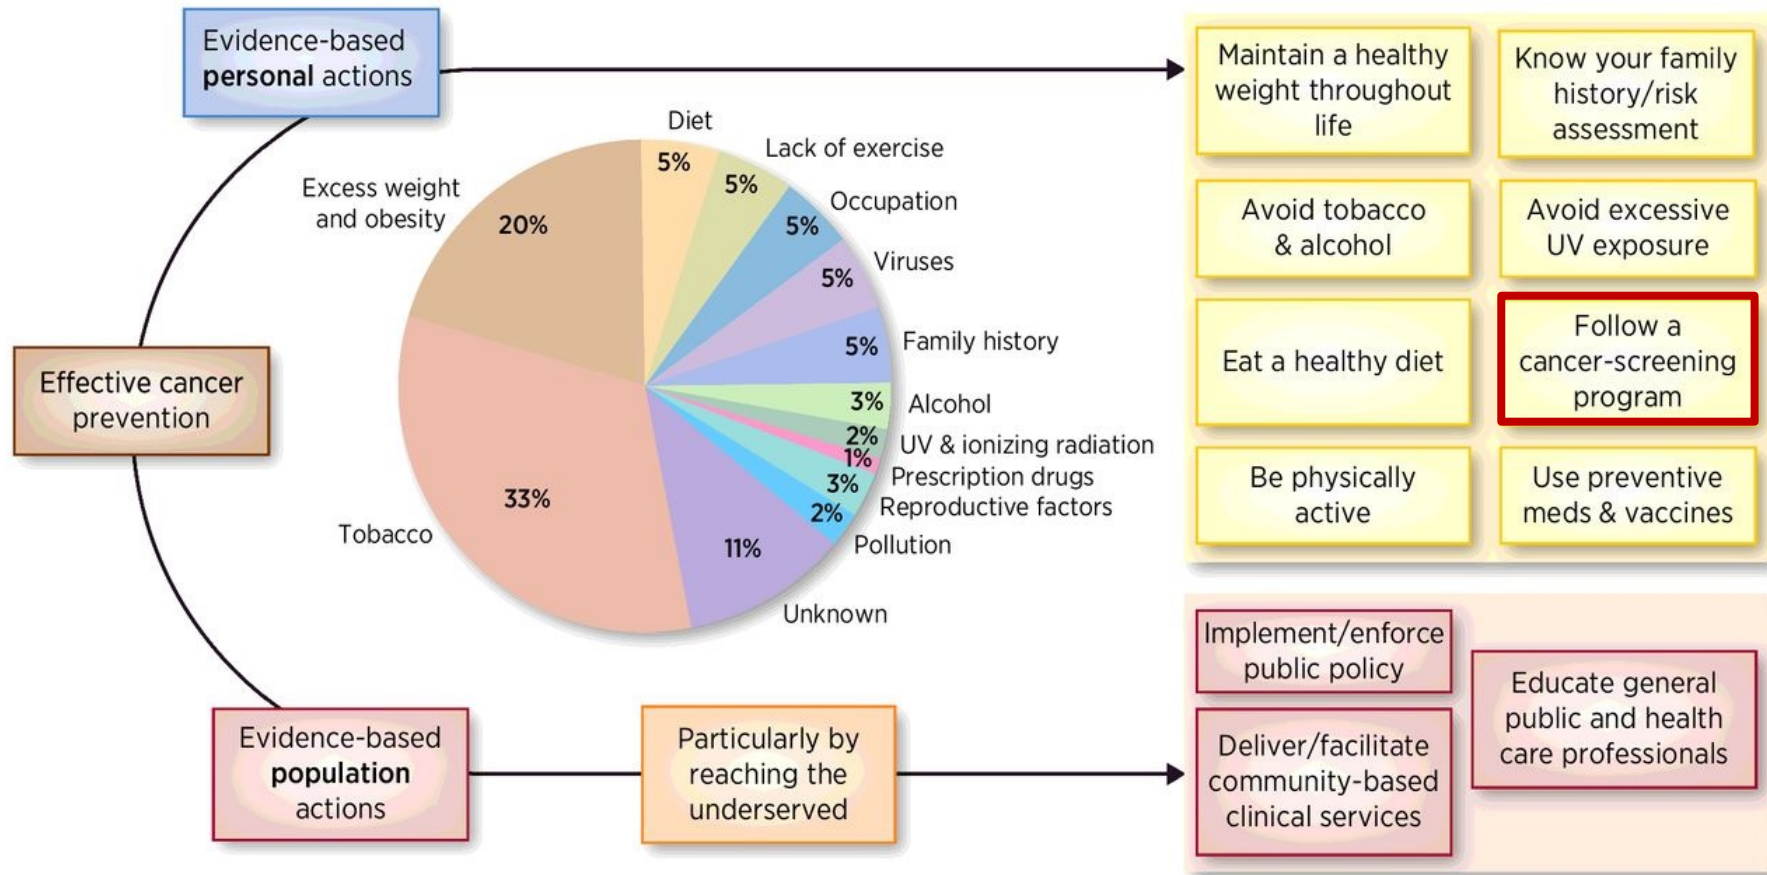 Evidence-based
personal actions
Effective cancer
prevention
Evidence-based
population
actions
Particularly by
reaching the
underserved
Diet
5%
Lack of exercise
5%
Occupation
5%
Viruses
5%
Family history
5%
Alcohol
3%
UV & ionizing radiation
2%
Prescription drugs
1%
Reproductive factors
3%
Pollution
2%
Unknown
11%
Tobacco
33%
Excess weight
and obesity
20%
Maintain a healthy
weight throughout
life
Know your family
history/risk
assessment
Avoid tobacco
& alcohol
Avoid excessive
UV exposure
Eat a healthy diet
Follow a
cancer-screening
program
Be physically
active
Use preventive
meds & vaccines
Implement/enforce
public policy
Deliver/facilitate
community-based
clinical services
Educate general
public and health
care professionals